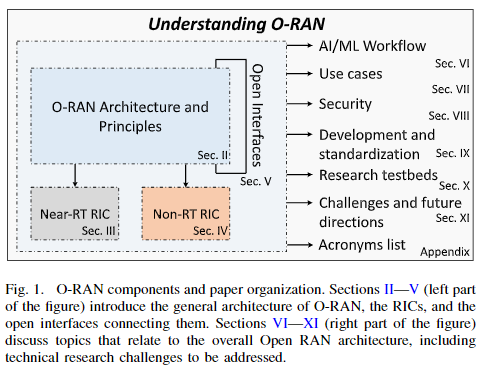 Understanding O-RAN
O-RAN Architecture and
Principles
Sec. II
Open Interfaces
Sec. V
Near-RT RIC
Sec. III
Non-RT RIC
Sec. IV
AI/ML Workflow
Sec. VI
Use cases
Sec. VII
Security
Sec. VIII
Development and
standardization
Sec. IX
Research testbeds
Sec. X
Challenges and future
directions
Sec. XI
Acronyms list
Appendix
Fig. 1. O-RAN components and paper organization. Sections II—V (left part
of the figure) introduce the general architecture of O-RAN, the RICs, and the
open interfaces connecting them. Sections VI—XI (right part of the figure)
discuss topics that relate to the overall Open RAN architecture, including
technical research challenges to be addressed.